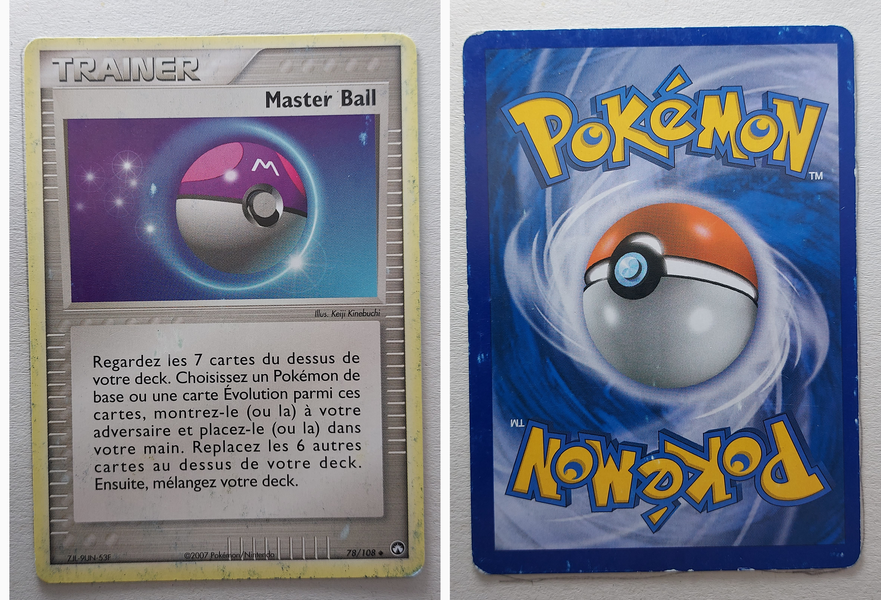 TRAINER
Master Ball
Illus. Keiji Kinebuchi
Regardez les 7 cartes du dessus de
votre deck. Choisissez un Pokémon de
base ou une carte Évolution parmi ces
cartes, montrez-le (ou la) à votre
adversaire et placez-le (ou la) dans
votre main. Replacez les 6 autres
cartes au dessus de votre deck.
Ensuite, mélangez votre deck.
©2007 Pokémon/Nintendo
78/108
POKéMON
TM
POKéMON
TM